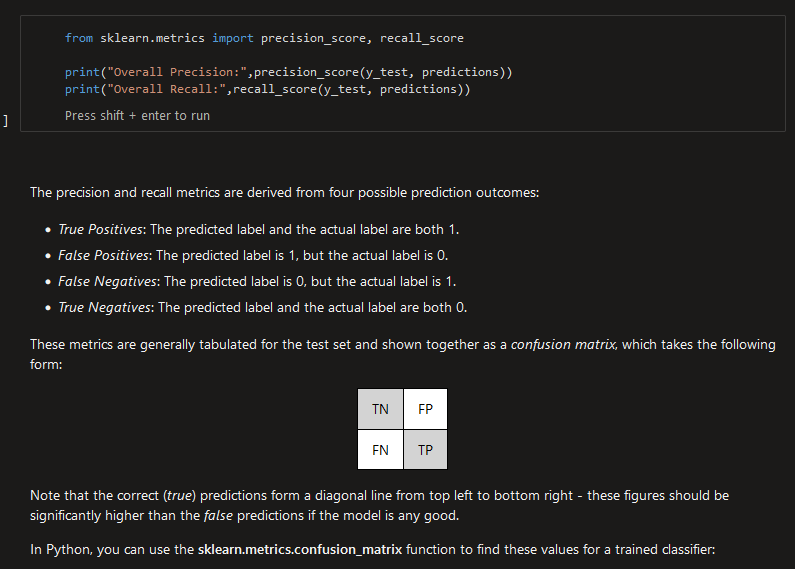 from sklearn.metrics import precision_score, recall_score
print("Overall Precision:",precision_score(y_test, predictions))
print("Overall Recall:",recall_score(y_test, predictions))
Press shift + enter to run
]
The precision and recall metrics are derived from four possible prediction outcomes:
• True Positives: The predicted label and the actual label are both 1.
• False Positives: The predicted label is 1, but the actual label is 0.
• False Negatives: The predicted label is 0, but the actual label is 1.
• True Negatives: The predicted label and the actual label are both 0.
These metrics are generally tabulated for the test set and shown together as a confusion matrix, which takes the following
form:
TN FP
FN TP
Note that the correct (true) predictions form a diagonal line from top left to bottom right - these figures should be
significantly higher than the false predictions if the model is any good.
In Python, you can use the sklearn.metrics.confusion_matrix function to find these values for a trained classifier: